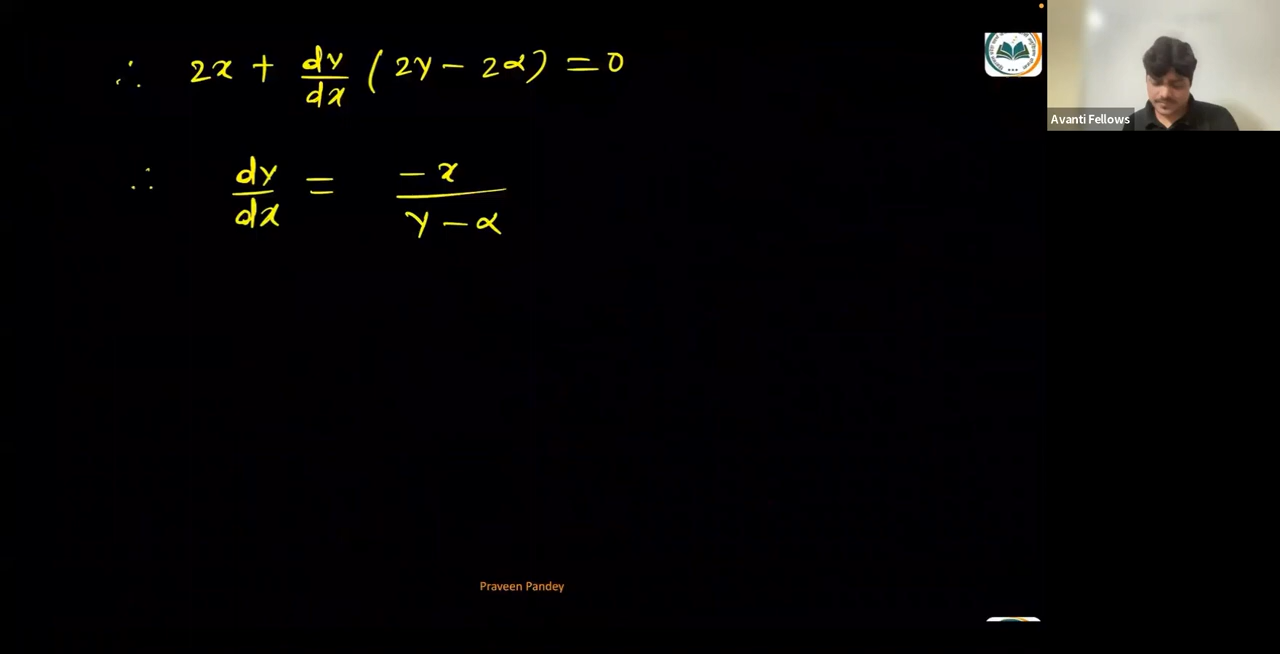 ∴ 2x + dy/dx (2y - 2α) = 0
∴ dy/dx = -x/(y - α)
Avanti Fellows
Praveen Pandey